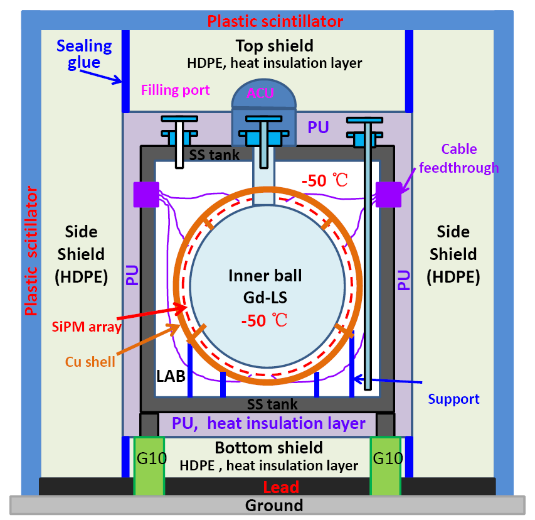 Plastic scintillator
Sealing
glue
Top shield
HDPE, heat insulation layer
Filling port
ACU
PU
SS tank
Cable
feedthrough
-50 ℃
Plastic scitillator
Side
Shield
(HDPE)
PU
Inner ball
Gd-LS
-50 ℃
PU
Side
Shield
(HDPE)
SiPM array
Cu shell
LAB
Support
SS tank
PU, heat insulation layer
Bottom shield
HDPE , heat insulation layer
G10
G10
Lead
Ground